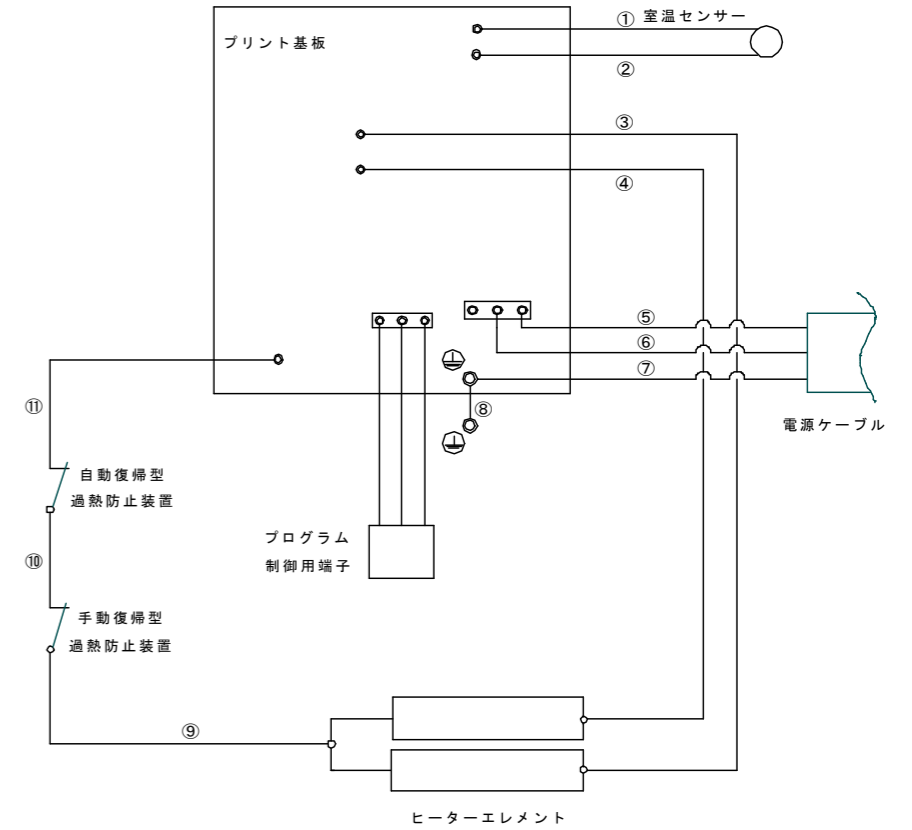 ① 室温センサー
プリント基板
②
③
④
⑤
⑥
⑦
⑧
電源ケーブル
⑪
自動復帰型
過熱防止装置
プログラム
制御用端子
⑩
手動復帰型
過熱防止装置
⑨
ヒーターエレメント